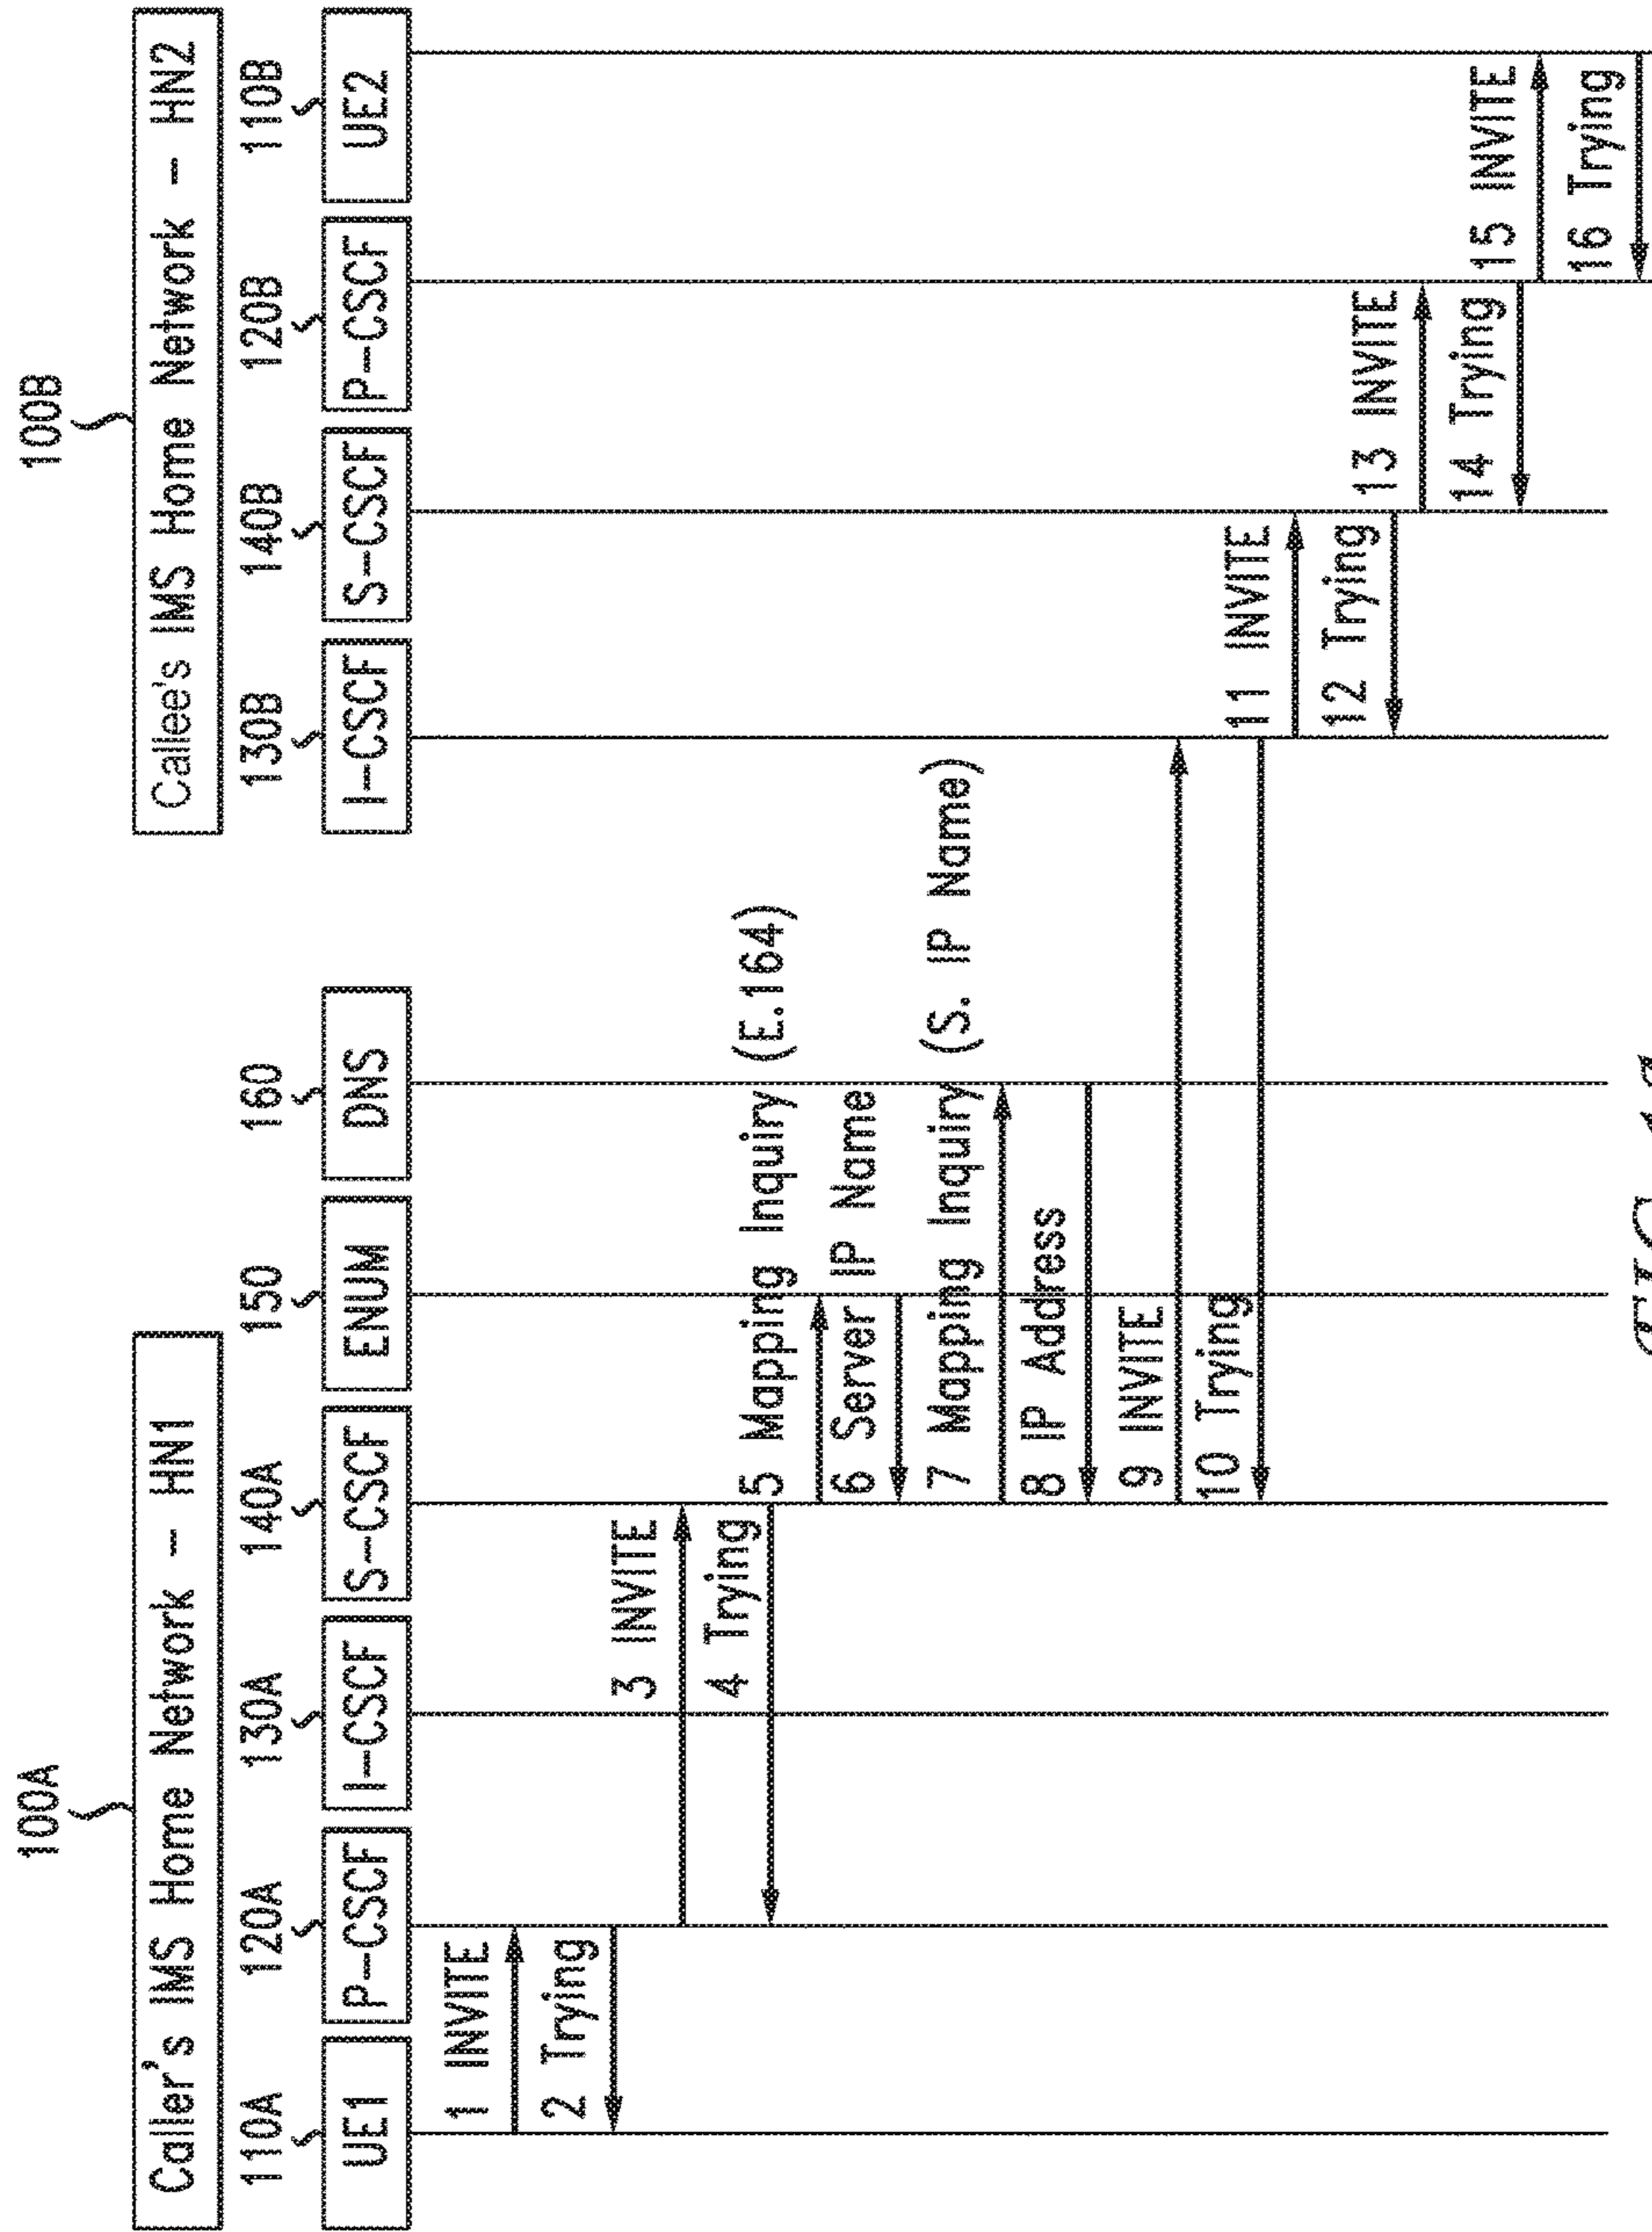 100A
100B
Caller's IMS Home Network – HN1
Callee's IMS Home Network – HN2
110A
120A
130A
140A
150
160
130B
140B
120B
110B
UE1
P–CSCF
I–CSCF
S–CSCF
ENUM
DNS
I–CSCF
S–CSCF
P–CSCF
UE2
1 INVITE
2 Trying
3 INVITE
4 Trying
5 Mapping Inquiry (E.164)
6 Server IP Name
7 Mapping Inquiry (S. IP Name)
8 IP Address
9 INVITE
10 Trying
11 INVITE
12 Trying
13 INVITE
14 Trying
15 INVITE
16 Trying